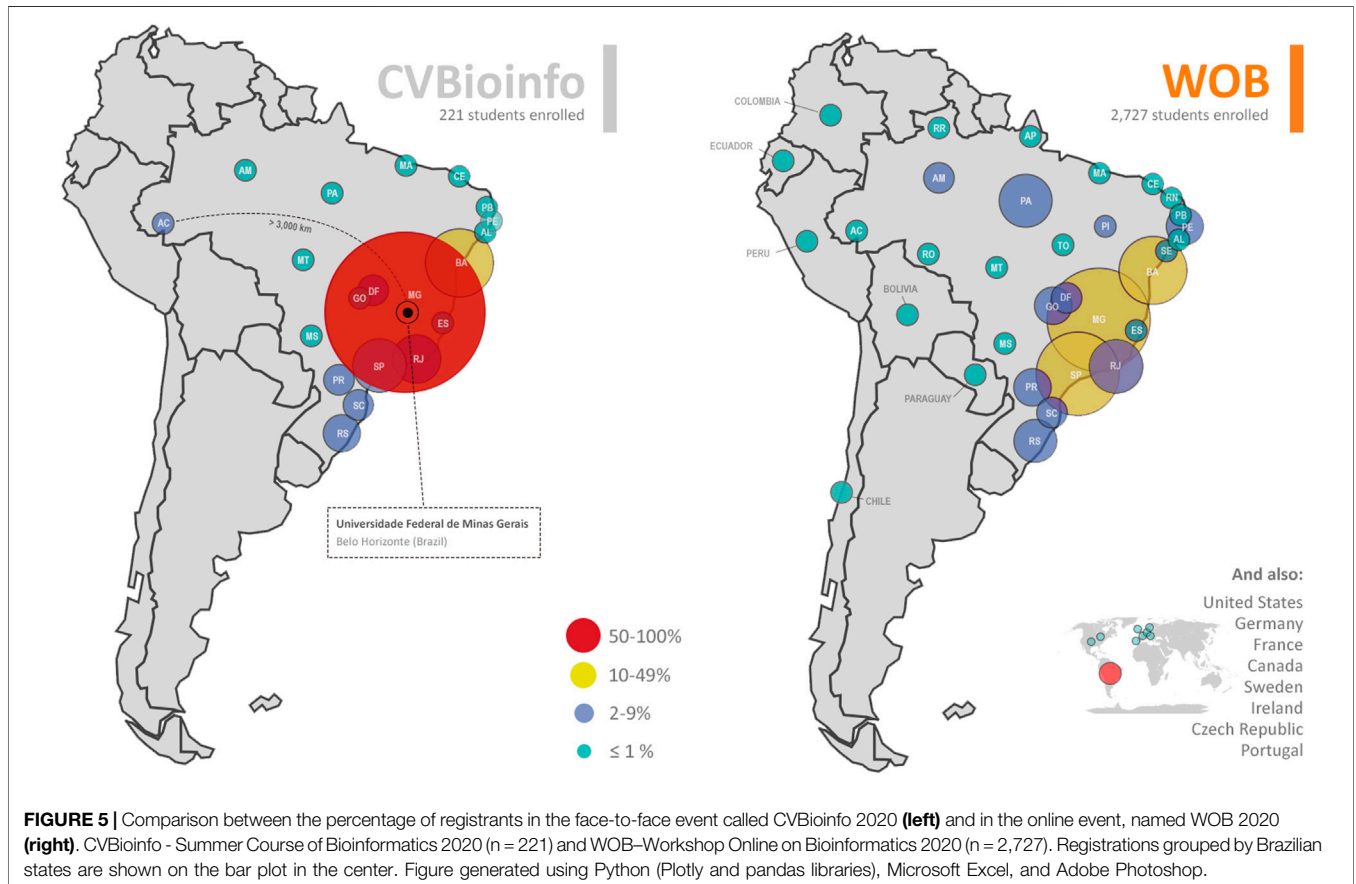 CVBioinfo
221 students enrolled
AM
PA
MA
CE
PB
PE
AL
AC
> 3,000 km
BA
MT
MG
DF
GO
ES
MS
SP
RJ
PR
SC
RS
Universidade Federal de Minas Gerais
Belo Horizonte (Brazil)
50-100%
10-49%
2-9%
≤ 1 %
WOB
2,727 students enrolled
COLOMBIA
ECUADOR
PERU
BOLIVIA
PARAGUAY
CHILE
RR
AP
AM
PA
MA
CE
RN
PB
PE
PI
AL
SE
AC
RO
TO
MT
BA
DF
GO
MG
ES
MS
SP
RJ
PR
SC
RS
And also:
United States
Germany
France
Canada
Sweden
Ireland
Czech Republic
Portugal
FIGURE 5 | Comparison between the percentage of registrants in the face-to-face event called CVBioinfo 2020 (left) and in the online event, named WOB 2020
(right). CVBioinfo - Summer Course of Bioinformatics 2020 (n = 221) and WOB–Workshop Online on Bioinformatics 2020 (n = 2,727). Registrations grouped by Brazilian
states are shown on the bar plot in the center. Figure generated using Python (Plotly and pandas libraries), Microsoft Excel, and Adobe Photoshop.